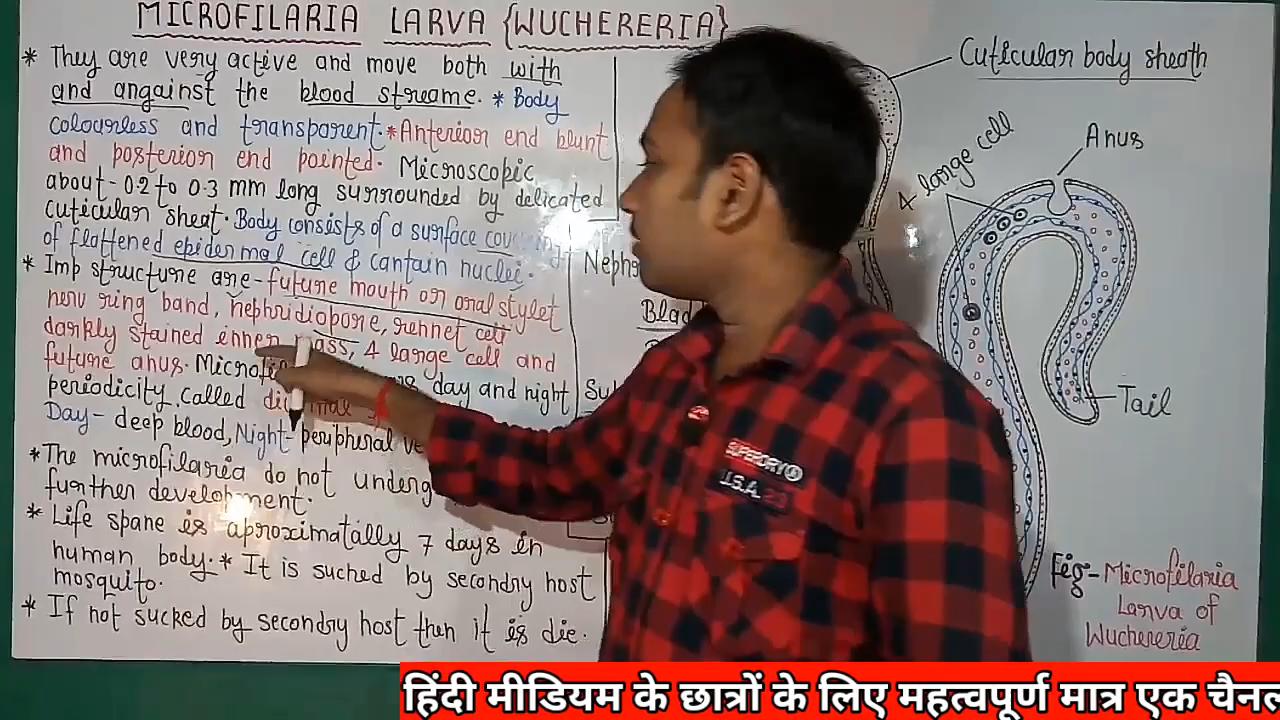 MICROFILARIA LARVA {WUCHERERIA}
* They are very active and move both with
and angainst the blood streame. * Body
colourless and transparent. * Anterior end blunt
and posterior end pointed. Microscopic
about - 0.2 to 0.3 mm long surrounded by delicated
cuticular sheat. Body consists of a surface
of flattened epidermal cell & cantain nuclei.
* Imp structure are - future mouth or oral stylet
nerv ring band, nephridiopore, rennet cell
darkly stained inner mass, 4 large cell and
future anus. day and night
periodicity called
Day - deep blood, Night - peripheral
* The microfilaria do not
further development.
* Life spane is aproximatally 7 days in
human body. * It is suched by secondry host
mosquito.
* If not sucked by secondry host then it is die.
Cuticular body sheath
4 large cell
Anus
Tail
Fig - Microfilaria
Larva of
Wuchereria
SUPERDRY
U.S.A.
हिंदी मीडियम के छात्रों के लिए महत्वपूर्ण मात्र एक चैनल